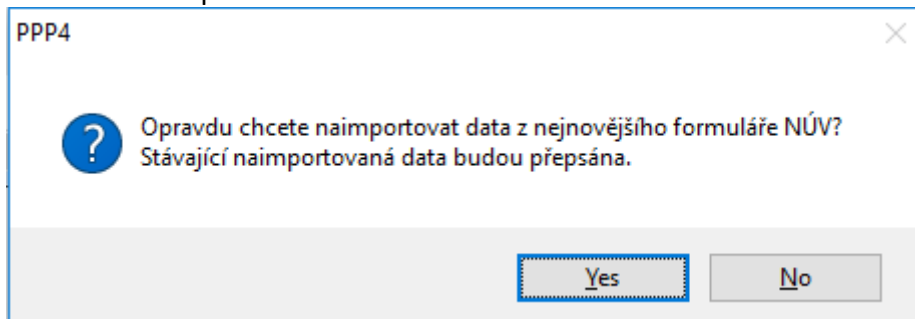 PPP4
Opravdu chcete naimportovat data z nejnovějšího formuláře NÚV?
Stávající naimportovaná data budou přepsána.
Yes
No